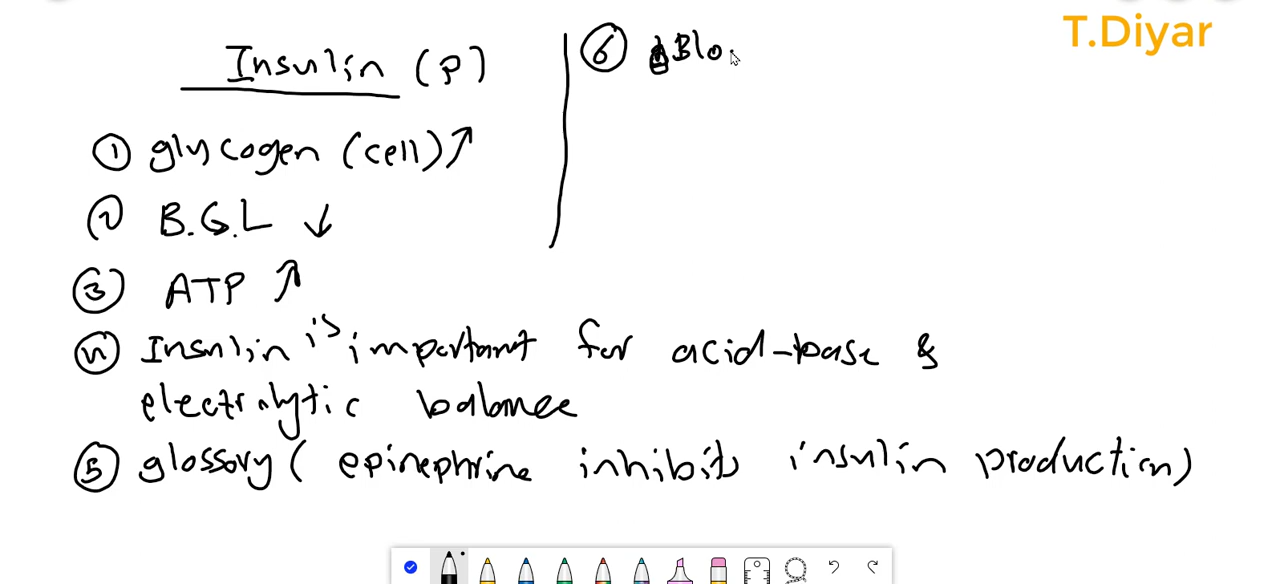 T.Diyar
Insulin (P)
① glycogen (cell) ↑
② B.G.L ↓
③ ATP ↑
④ Insulin is important for acid-base &
electrolytic balance
⑤ glossory ( epinephrine inhibits insulin production)
⑥ Blo